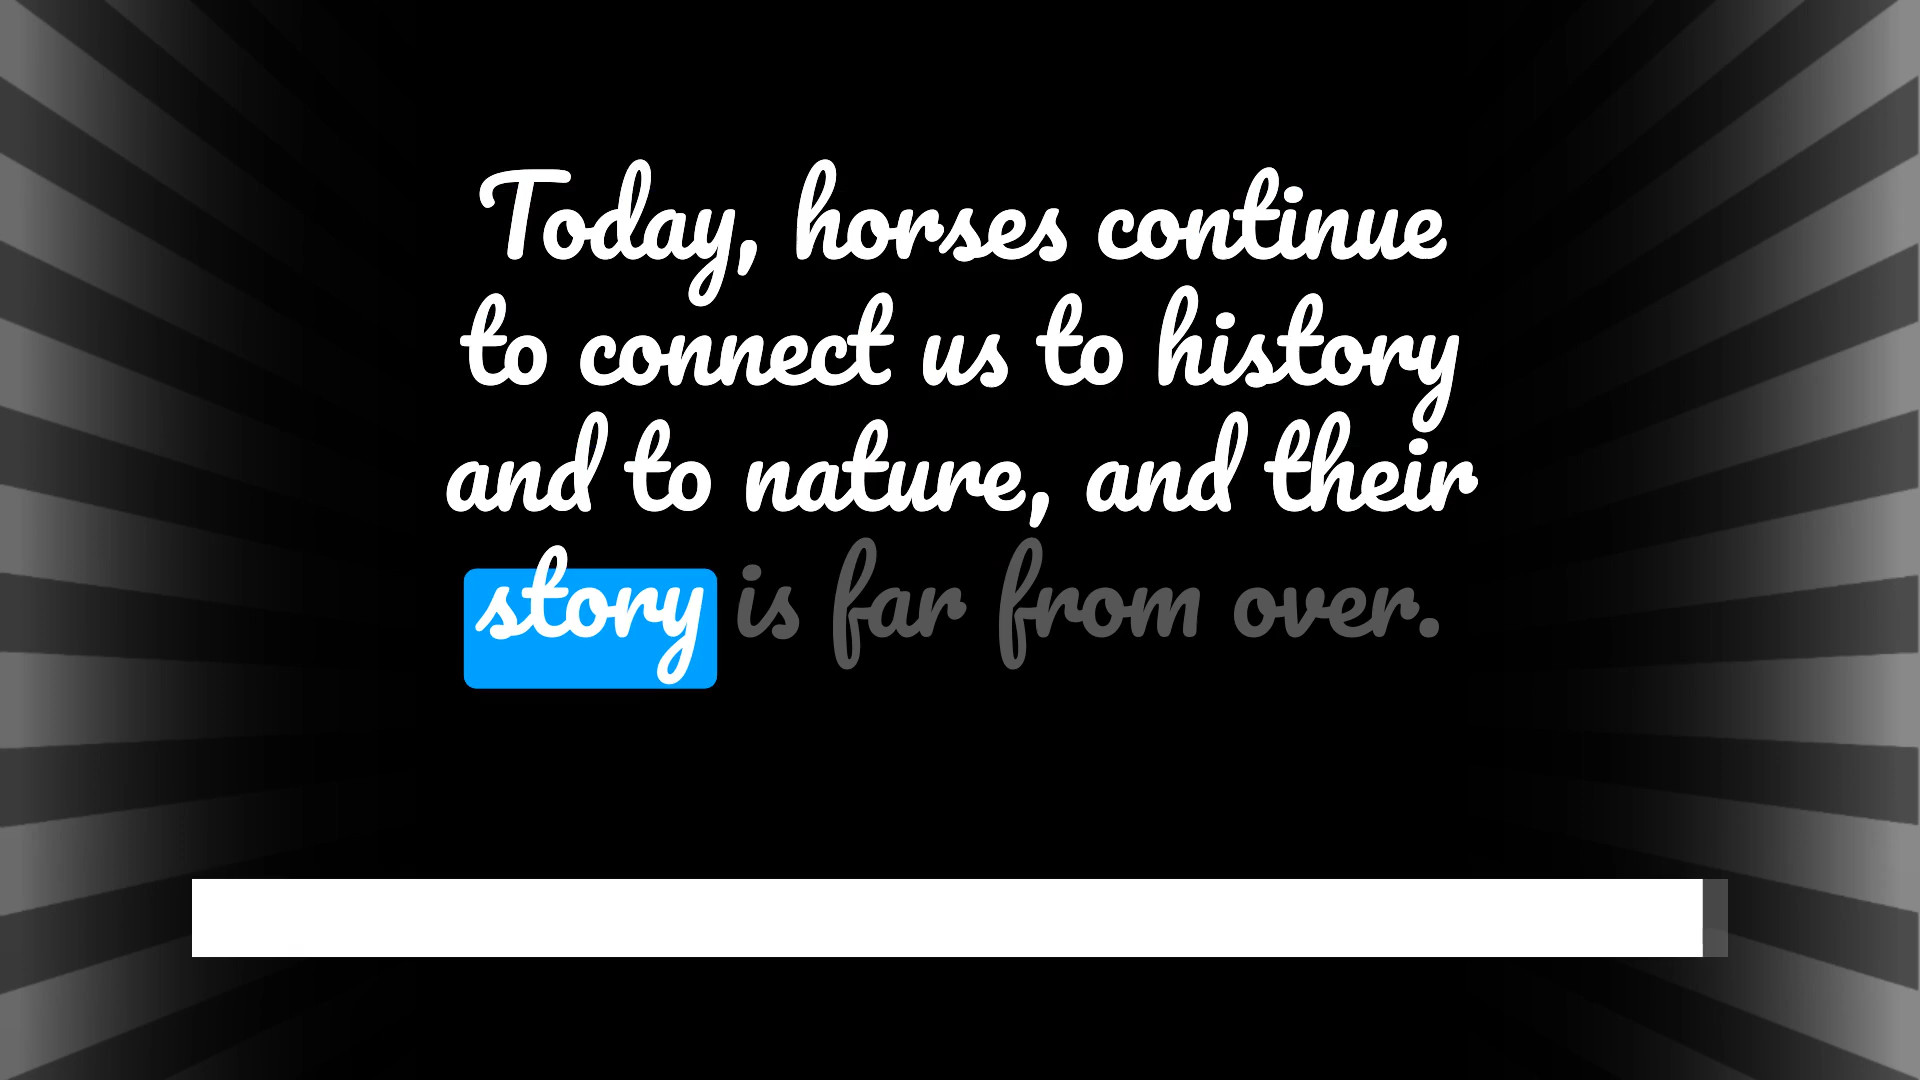 Today, horses continue
to connect us to history
and to nature, and their
story is far from over.